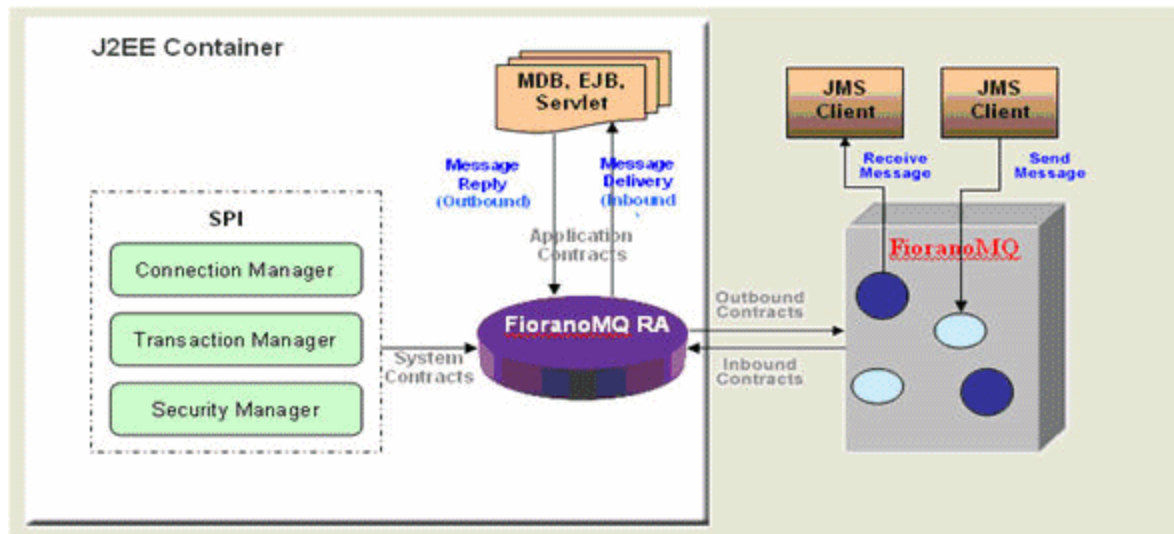 J2EE Container
MDB, EJB,
Servlet
Message
Reply
(Outbound)
Message
Delivery
(Inbound
Application
Contracts
SPI
Connection Manager
Transaction Manager
Security Manager
System
Contracts
FioranoMQ RA
Outbound
Contracts
Inbound
Contracts
JMS
Client
JMS
Client
Receive
Message
Send
Message
FioranoMQ